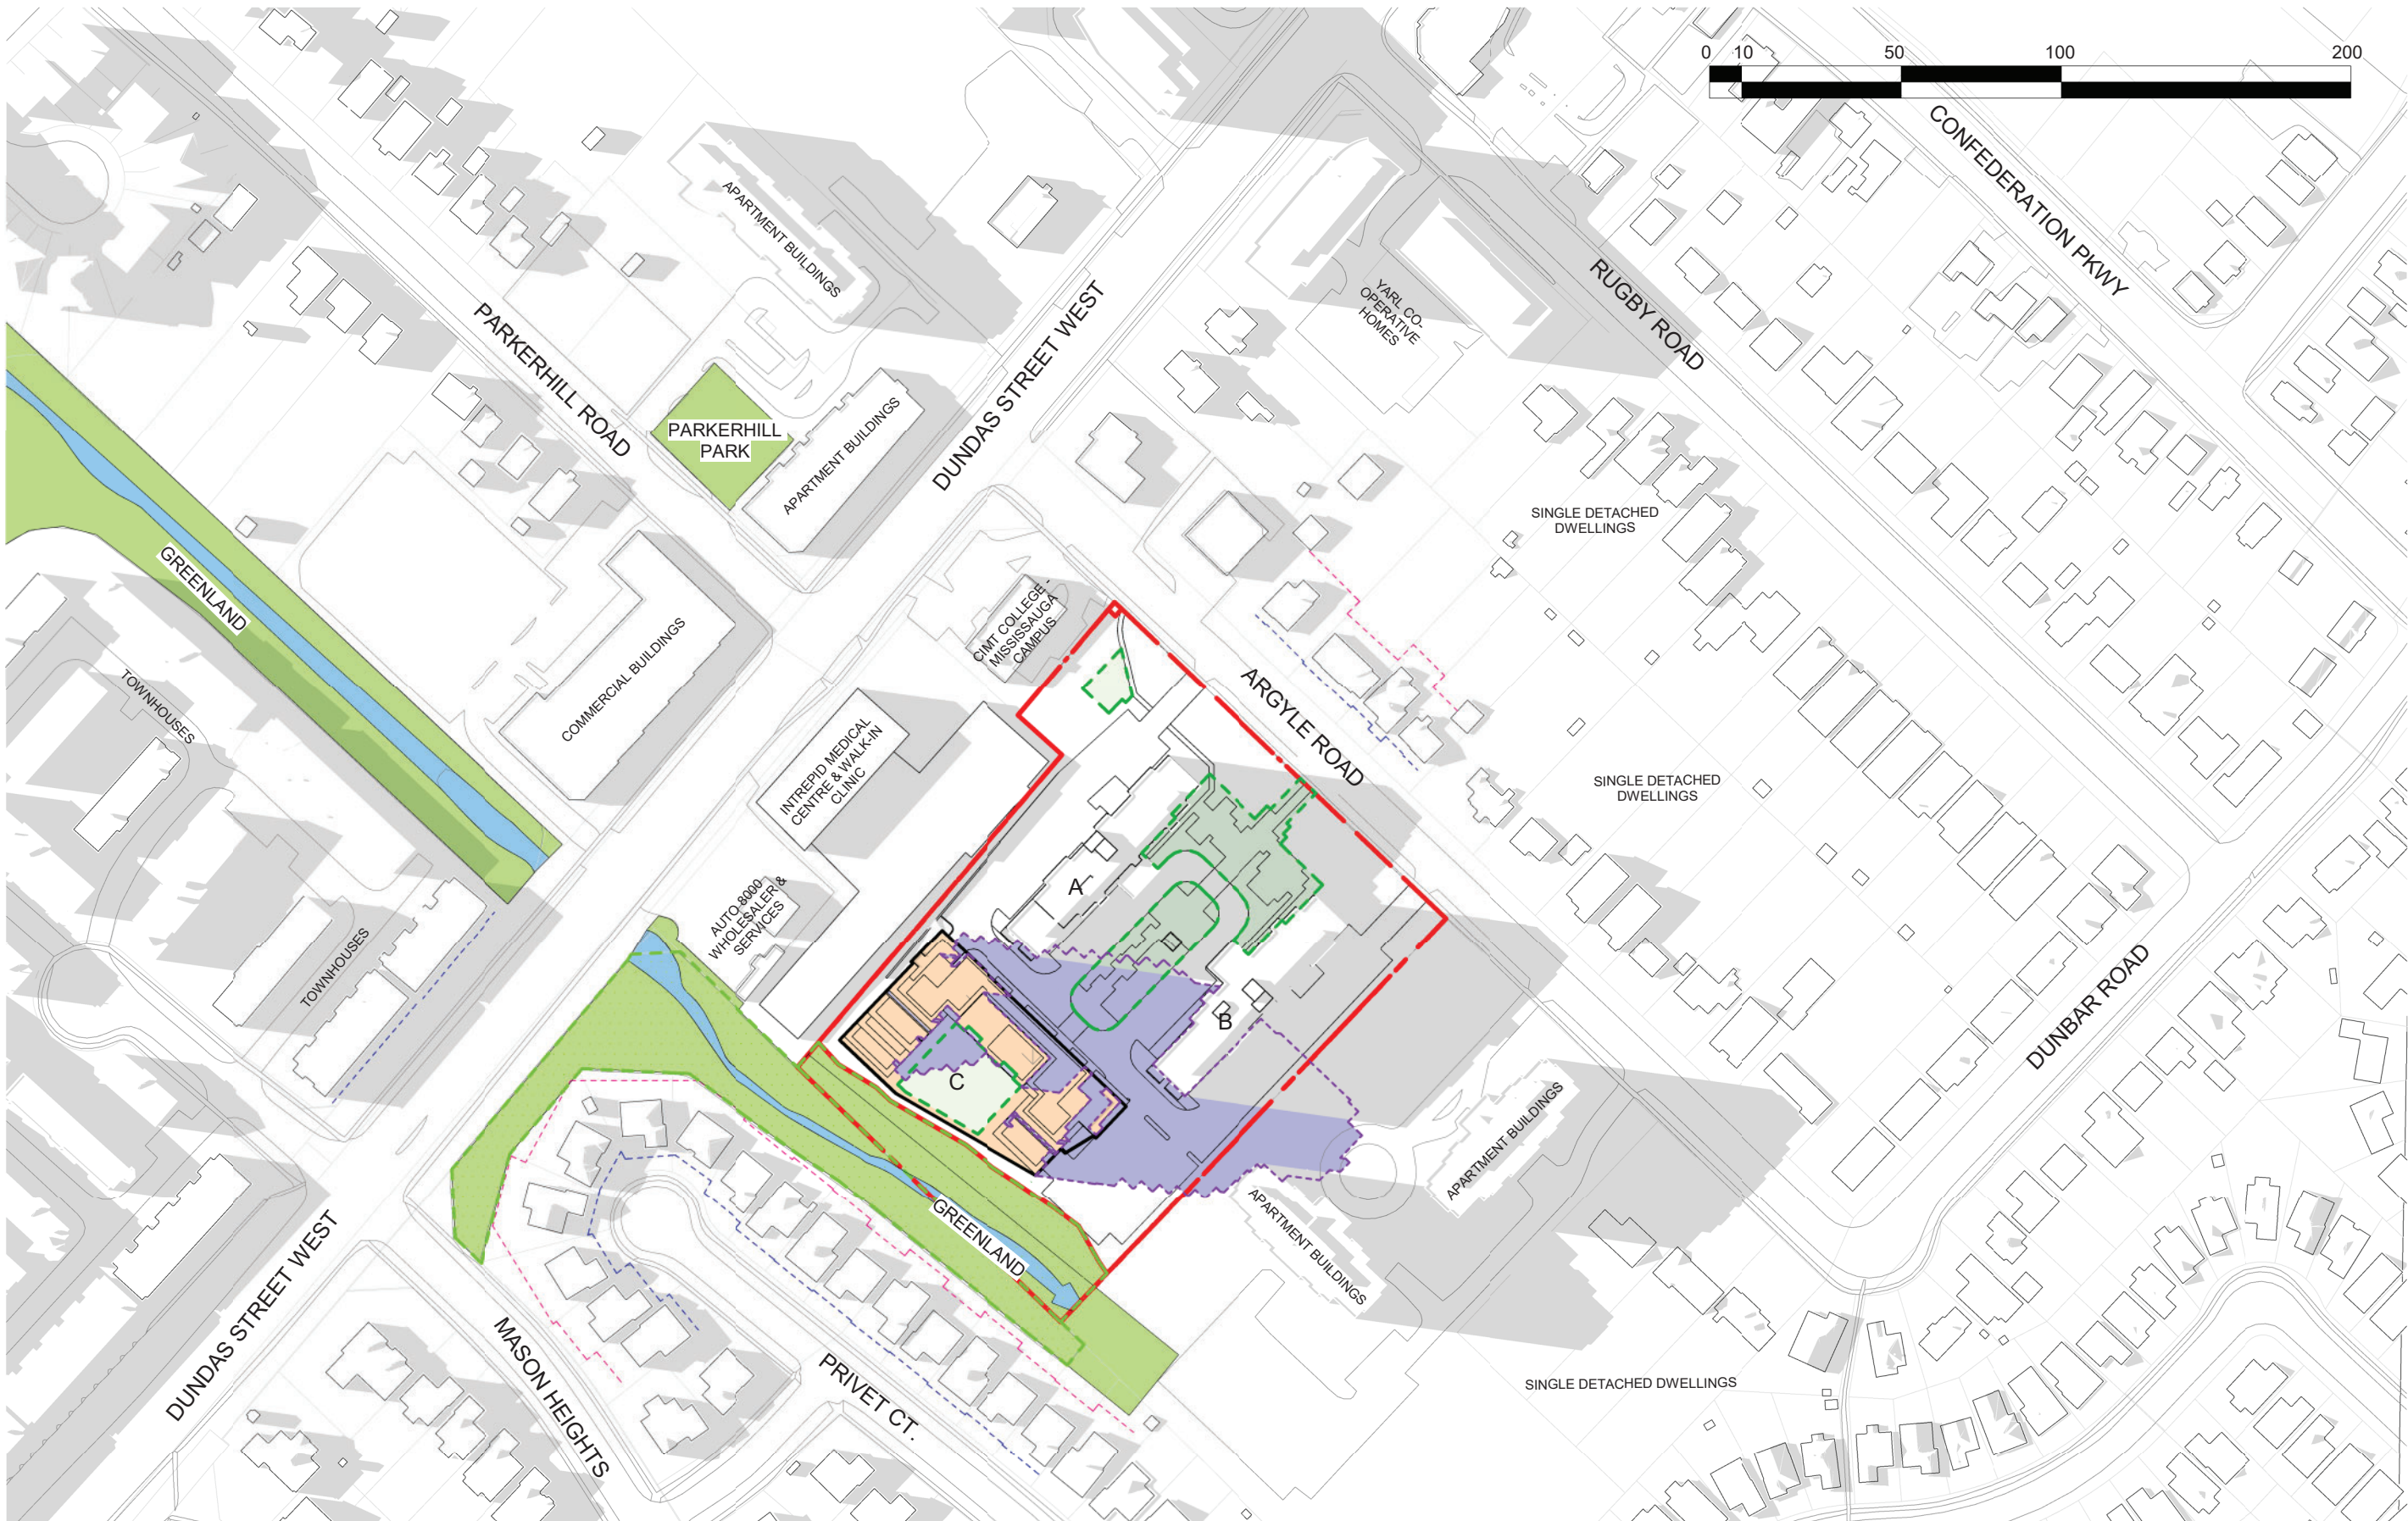 0 10 50 100 200
CONFEDERATION PKWY
APARTMENT BUILDINGS
RUGBY ROAD
YARL CO-
OPERATIVE
HOMES
PARKERHILL ROAD
DUNDAS STREET WEST
PARKERHILL
PARK
APARTMENT BUILDINGS
SINGLE DETACHED
DWELLINGS
GREENLAND
CIMT COLLEGE -
MISSISSAUGA
CAMPUS
COMMERCIAL BUILDINGS
TOWNHOUSES
ARGYLE ROAD
INTREPID MEDICAL
CENTRE & WALK-IN
CLINIC
SINGLE DETACHED
DWELLINGS
A
AUTO 8000
WHOLESALER &
SERVICES
TOWNHOUSES
B
DUNBAR ROAD
C
APARTMENT BUILDINGS
GREENLAND
APARTMENT BUILDINGS
DUNDAS STREET WEST
MASON HEIGHTS
PRIVET CT.
SINGLE DETACHED DWELLINGS